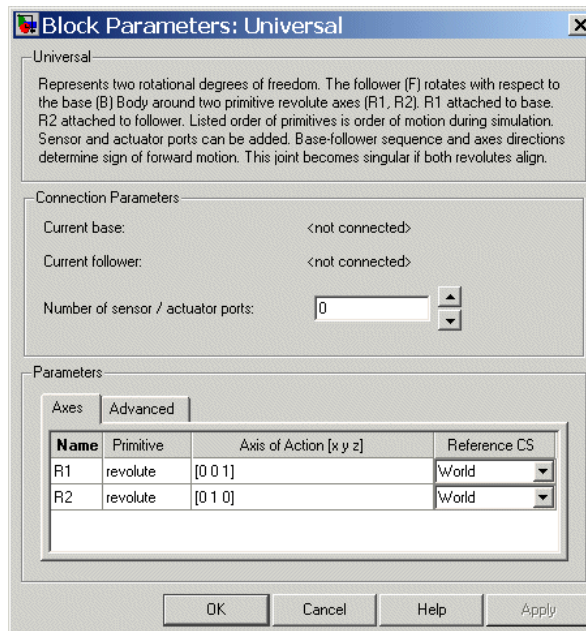 Block Parameters: Universal
Universal
Represents two rotational degrees of freedom. The follower (F) rotates with respect to
the base (B) Body around two primitive revolute axes (R1, R2). R1 attached to base.
R2 attached to follower. Listed order of primitives is order of motion during simulation.
Sensor and actuator ports can be added. Base-follower sequence and axes directions
determine sign of forward motion. This joint becomes singular if both revolutes align.
Connection Parameters
Current base: <not connected>
Current follower: <not connected>
Number of sensor / actuator ports: 0
Parameters
Axes Advanced
Name Primitive Axis of Action [x y z] Reference CS
R1 revolute [0 0 1] World
R2 revolute [0 1 0] World
OK Cancel Help Apply